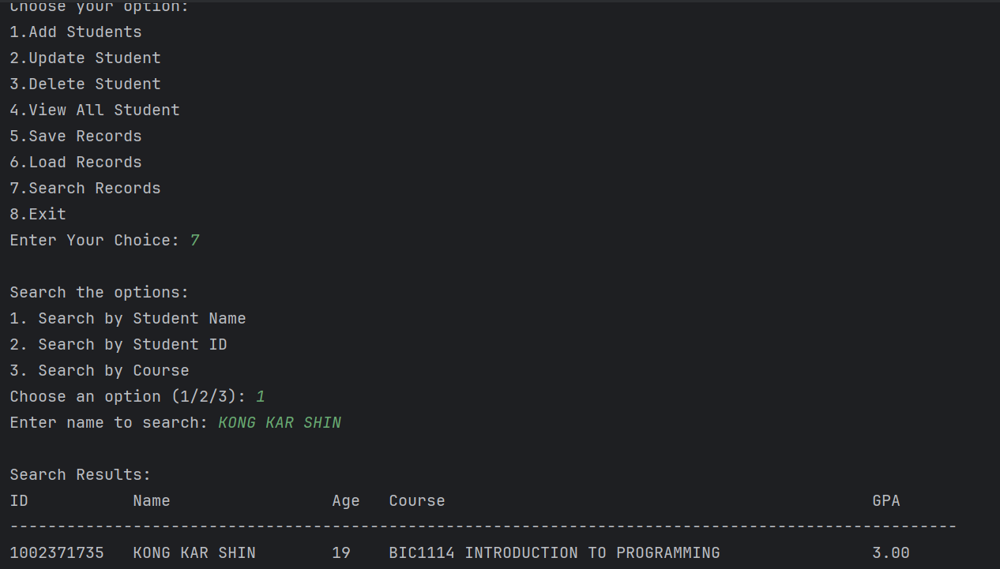 Choose your option:
1.Add Students
2.Update Student
3.Delete Student
4.View All Student
5.Save Records
6.Load Records
7.Search Records
8.Exit
Enter Your Choice: 7
Search the options:
1. Search by Student Name
2. Search by Student ID
3. Search by Course
Choose an option (1/2/3): 1
Enter name to search: KONG KAR SHIN
Search Results:
ID Name Age Course GPA
----------------------------------------------------------------------------------------------------
1002371735 KONG KAR SHIN 19 BIC1114 INTRODUCTION TO PROGRAMMING 3.00